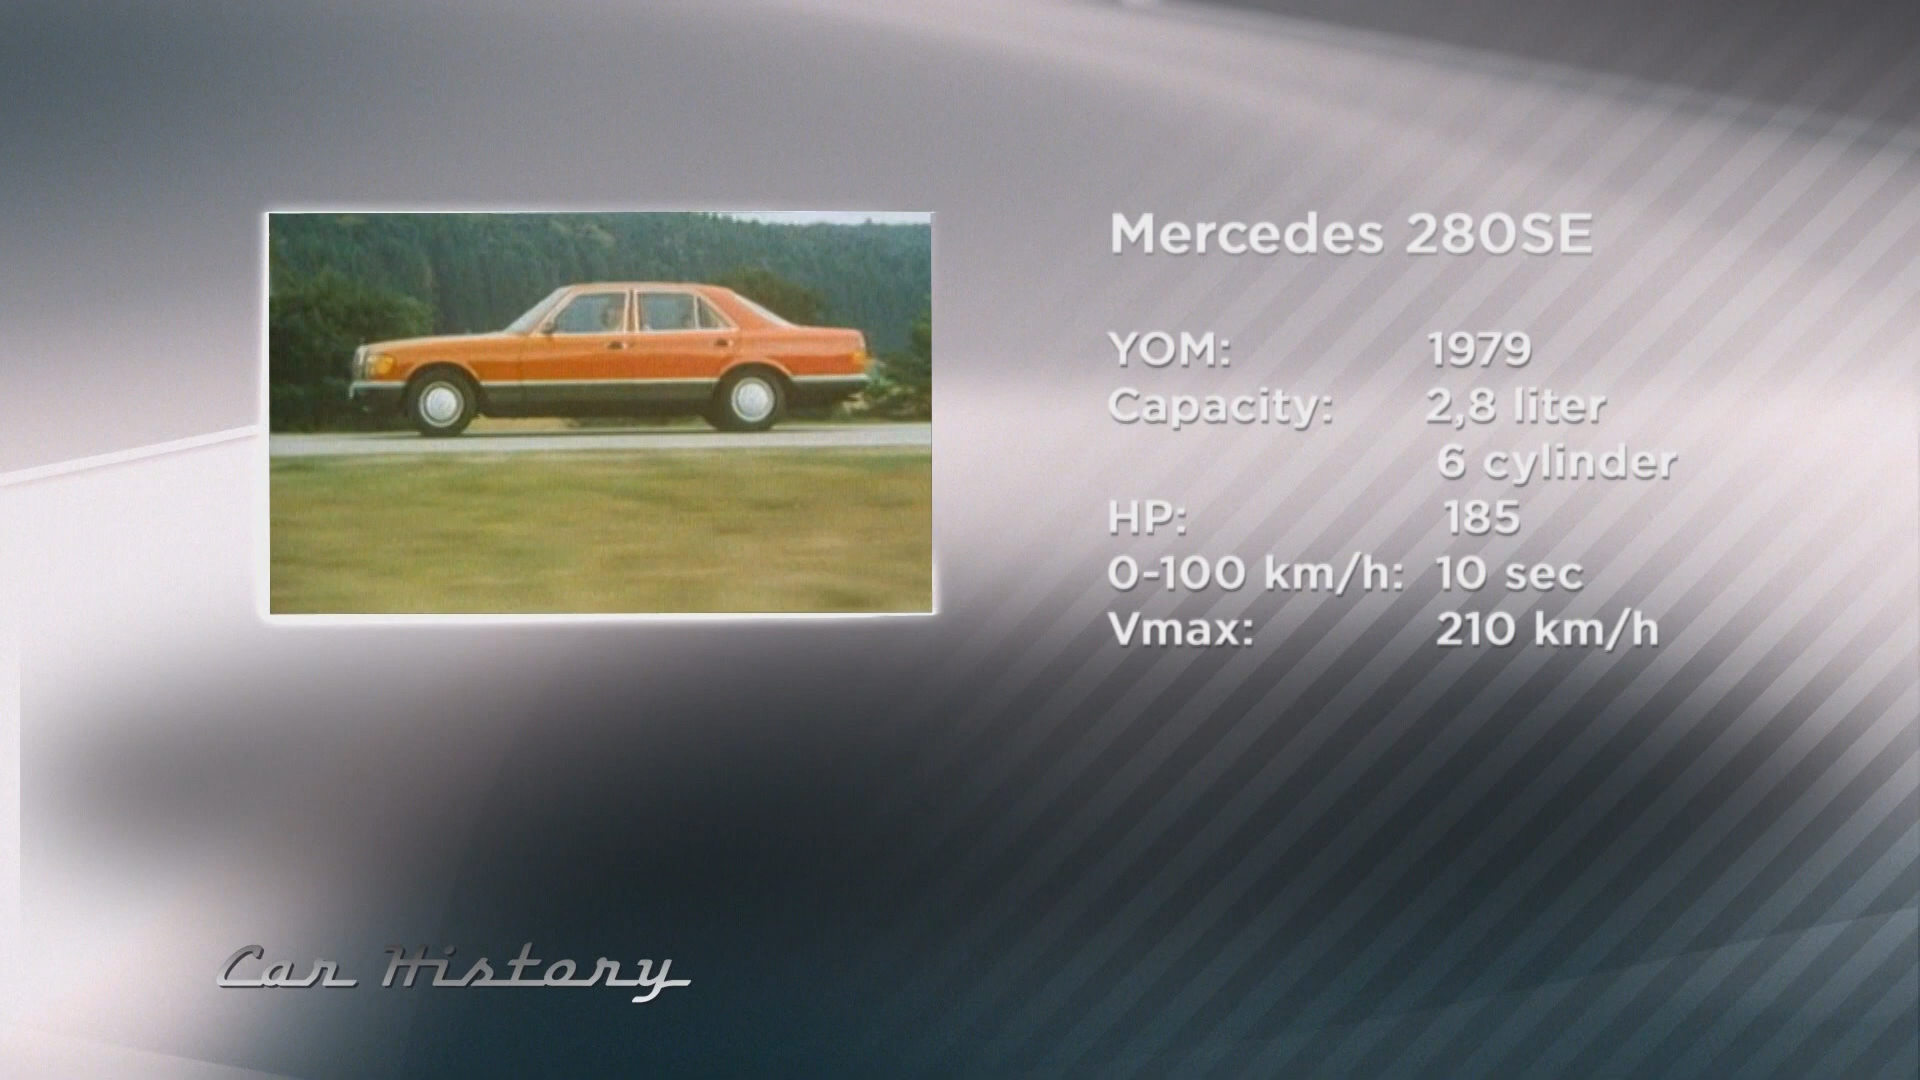 Mercedes 280SE
YOM: 1979
Capacity: 2,8 liter
6 cylinder
HP: 185
0-100 km/h: 10 sec
Vmax: 210 km/h
Car History